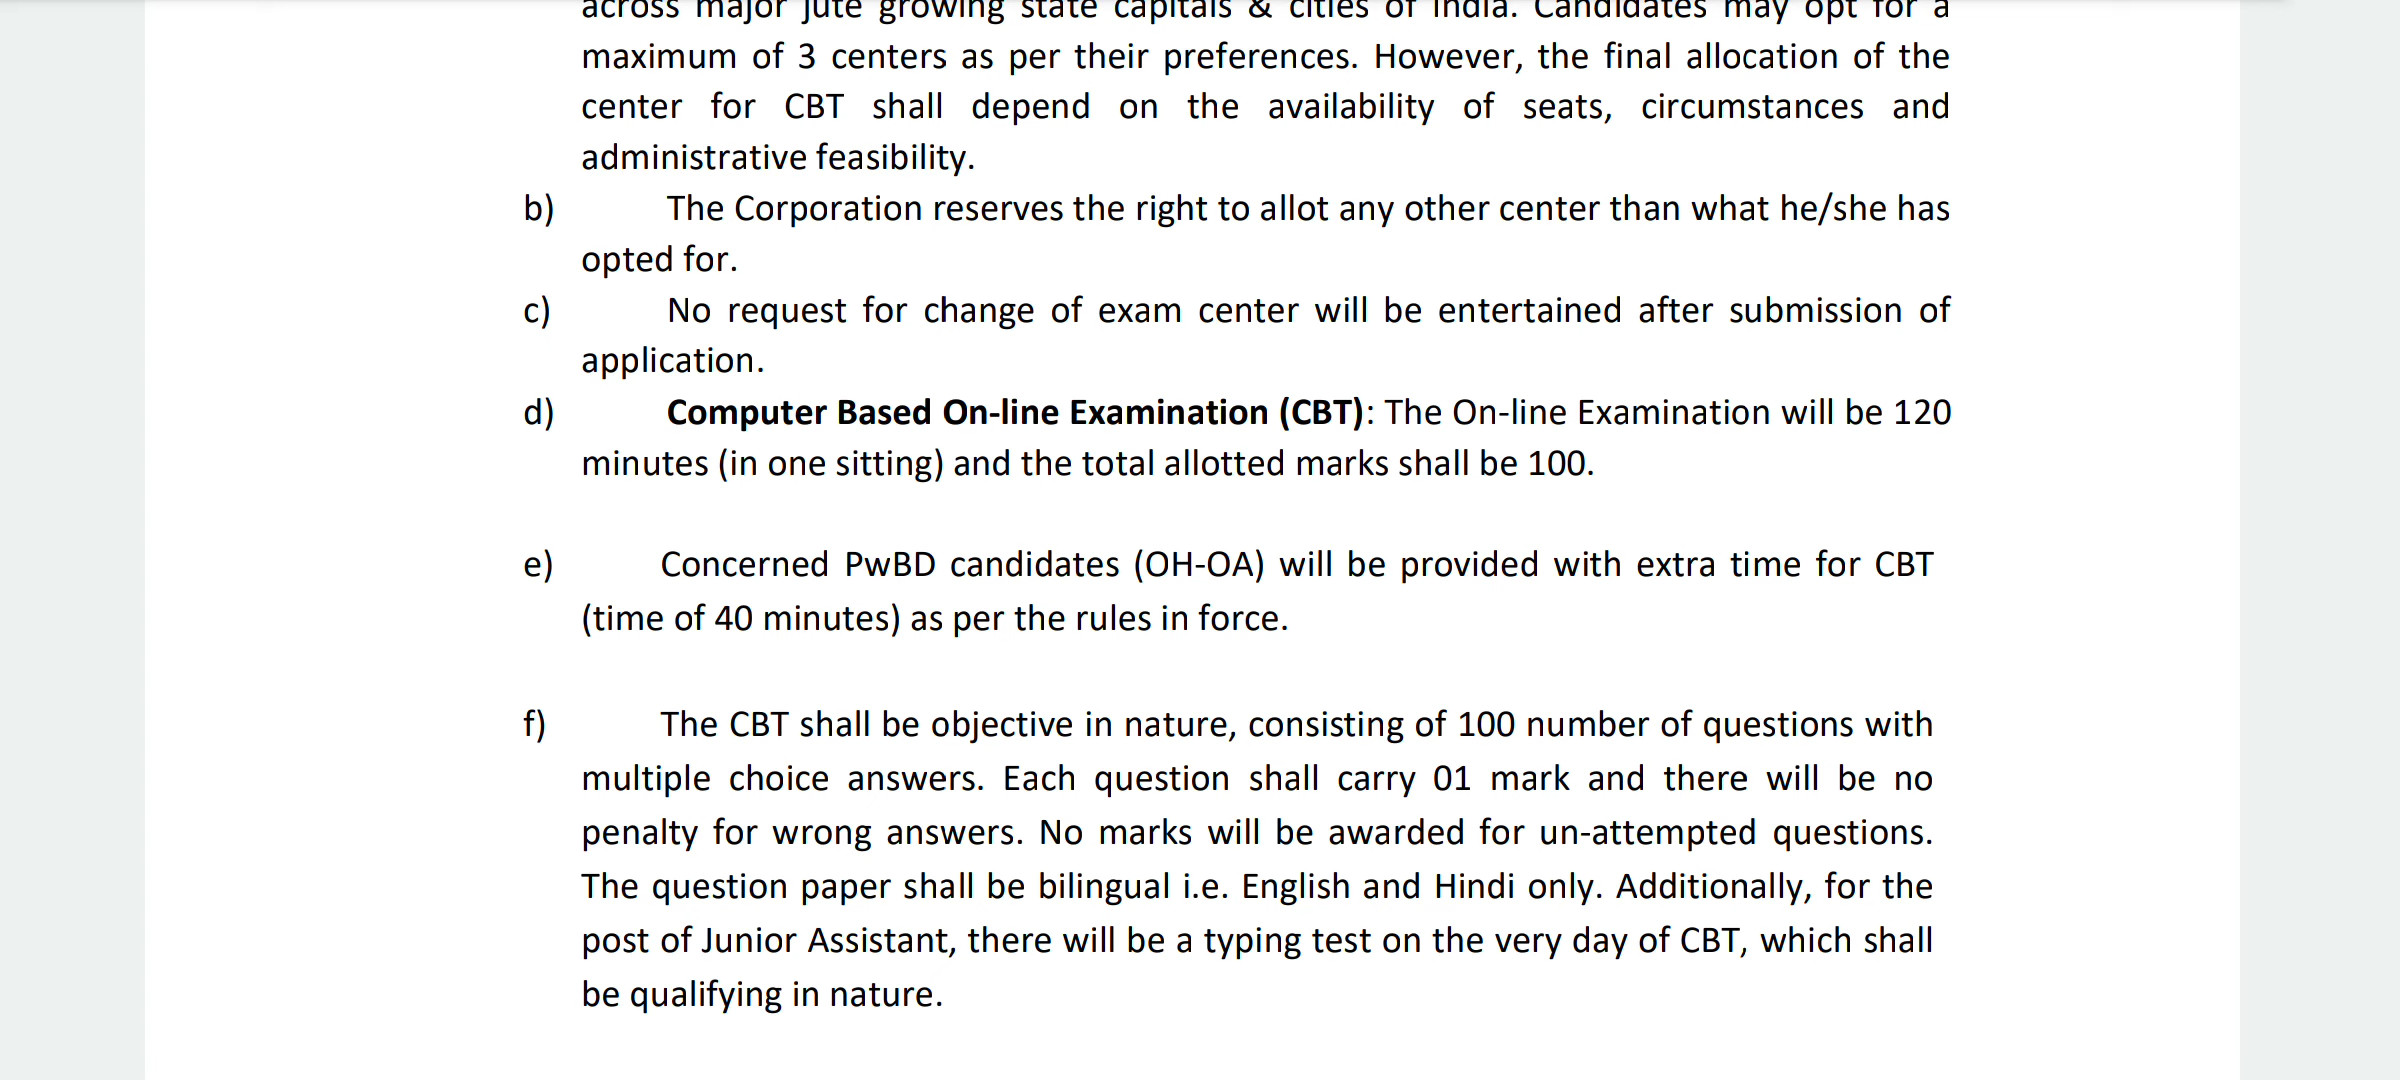 across major jute growing state capitals & cities of India. Candidates may opt for a
maximum of 3 centers as per their preferences. However, the final allocation of the
center for CBT shall depend on the availability of seats, circumstances and
administrative feasibility.
b) The Corporation reserves the right to allot any other center than what he/she has
opted for.
c) No request for change of exam center will be entertained after submission of
application.
d) Computer Based On-line Examination (CBT): The On-line Examination will be 120
minutes (in one sitting) and the total allotted marks shall be 100.
e) Concerned PwBD candidates (OH-OA) will be provided with extra time for CBT
(time of 40 minutes) as per the rules in force.
f) The CBT shall be objective in nature, consisting of 100 number of questions with
multiple choice answers. Each question shall carry 01 mark and there will be no
penalty for wrong answers. No marks will be awarded for un-attempted questions.
The question paper shall be bilingual i.e. English and Hindi only. Additionally, for the
post of Junior Assistant, there will be a typing test on the very day of CBT, which shall
be qualifying in nature.